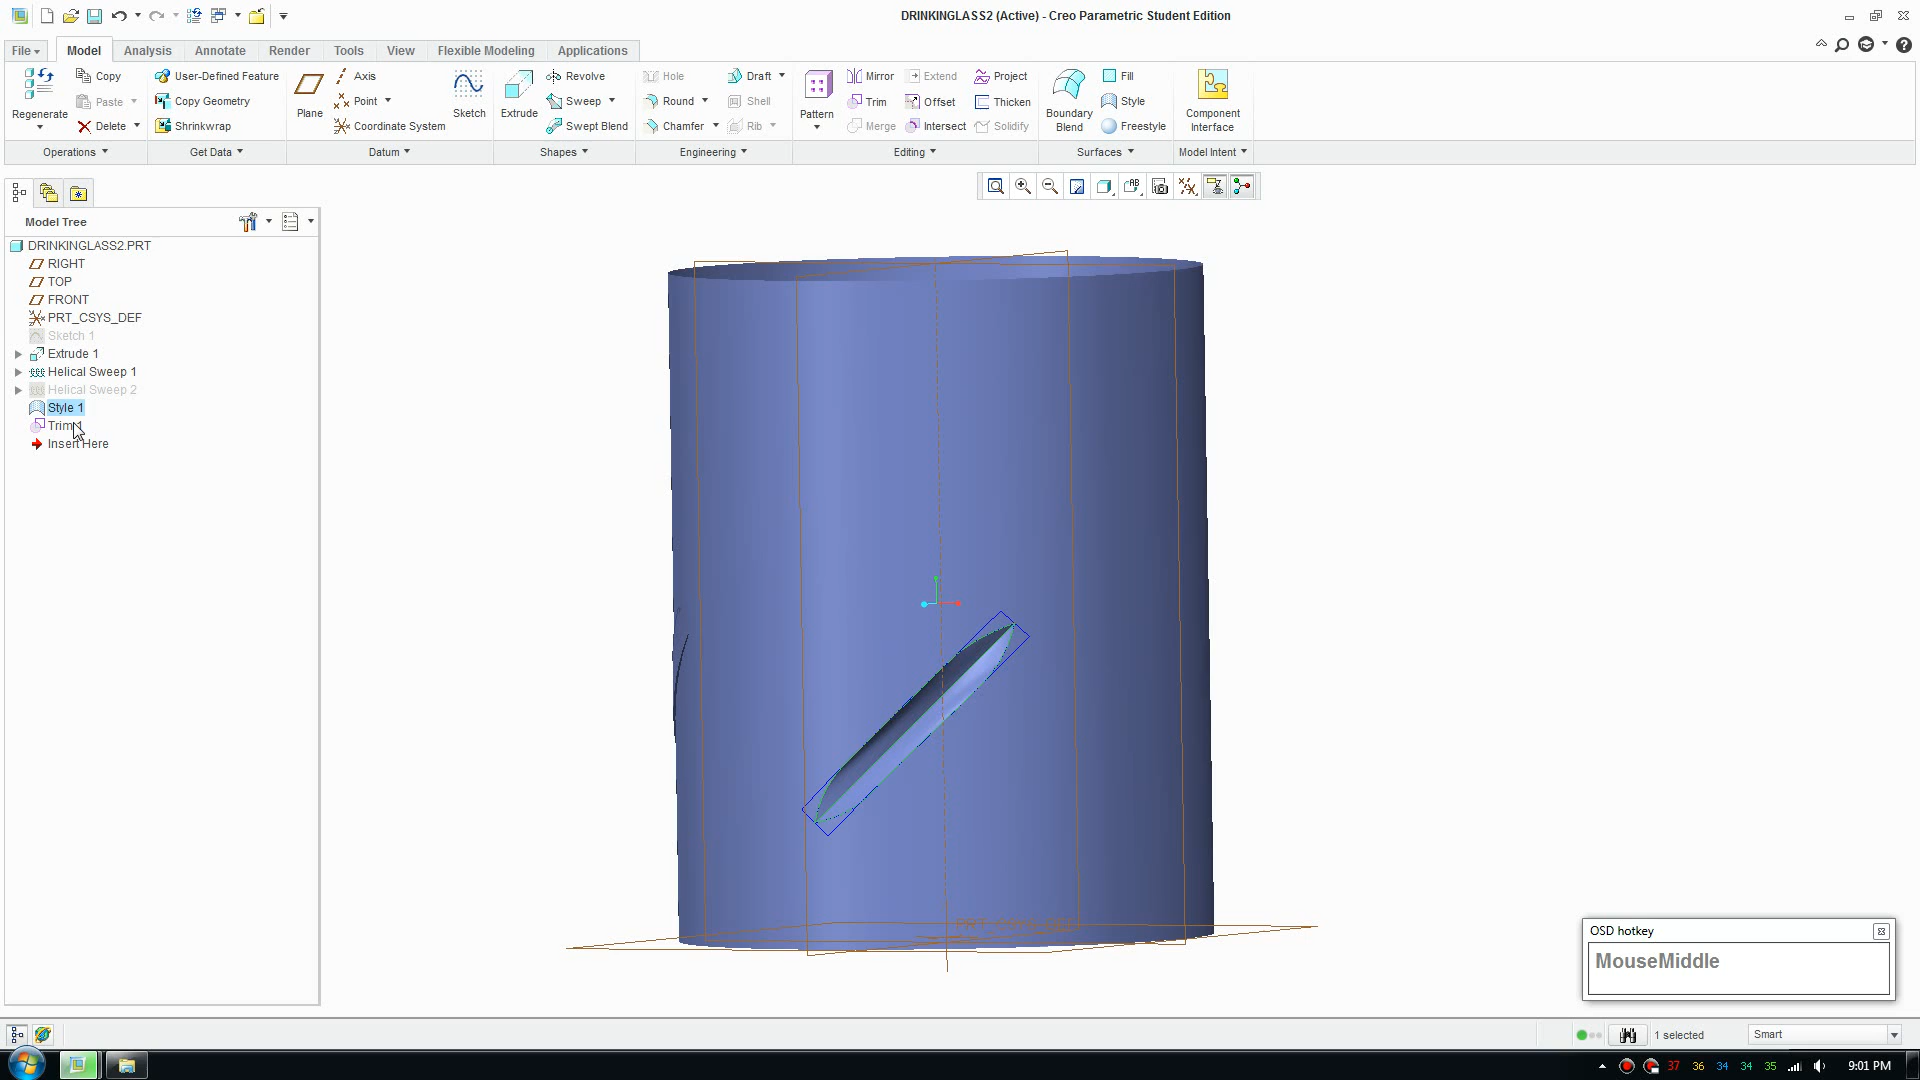 DRINKINGLASS2 (Active) - Creo Parametric Student Edition
File Model Analysis Annotate Render Tools View Flexible Modeling Applications
Regenerate
Copy
Paste
Delete
Operations
User-Defined Feature
Copy Geometry
Shrinkwrap
Get Data
Plane
Axis
Point
Coordinate System
Sketch
Datum
Extrude
Revolve
Sweep
Swept Blend
Shapes
Hole
Round
Chamfer
Draft
Shell
Rib
Engineering
Pattern
Mirror
Trim
Merge
Extend
Offset
Intersect
Project
Thicken
Solidify
Editing
Boundary
Blend
Fill
Style
Freestyle
Surfaces
Component
Interface
Model Intent
Model Tree
DRINKINGLASS2.PRT
RIGHT
TOP
FRONT
PRT_CSYS_DEF
Sketch 1
Extrude 1
Helical Sweep 1
Helical Sweep 2
Style 1
Trim 1
Insert Here
PRT_CSYS_DEF
OSD hotkey
MouseMiddle
1 selected
Smart
37 36 34 34 35
9:01 PM